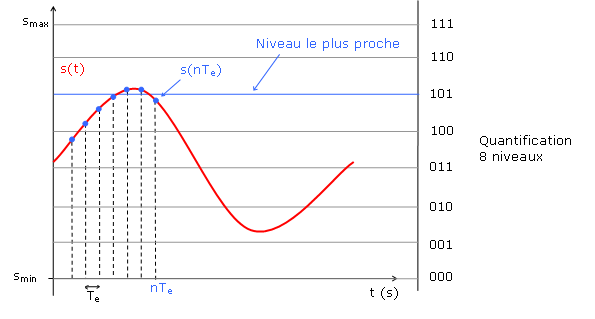 Smax
111
110
Niveau le plus proche
s(t)
s(nTe)
101
100
Quantification
8 niveaux
011
010
001
Smin
000
Te
nTe
t (s)